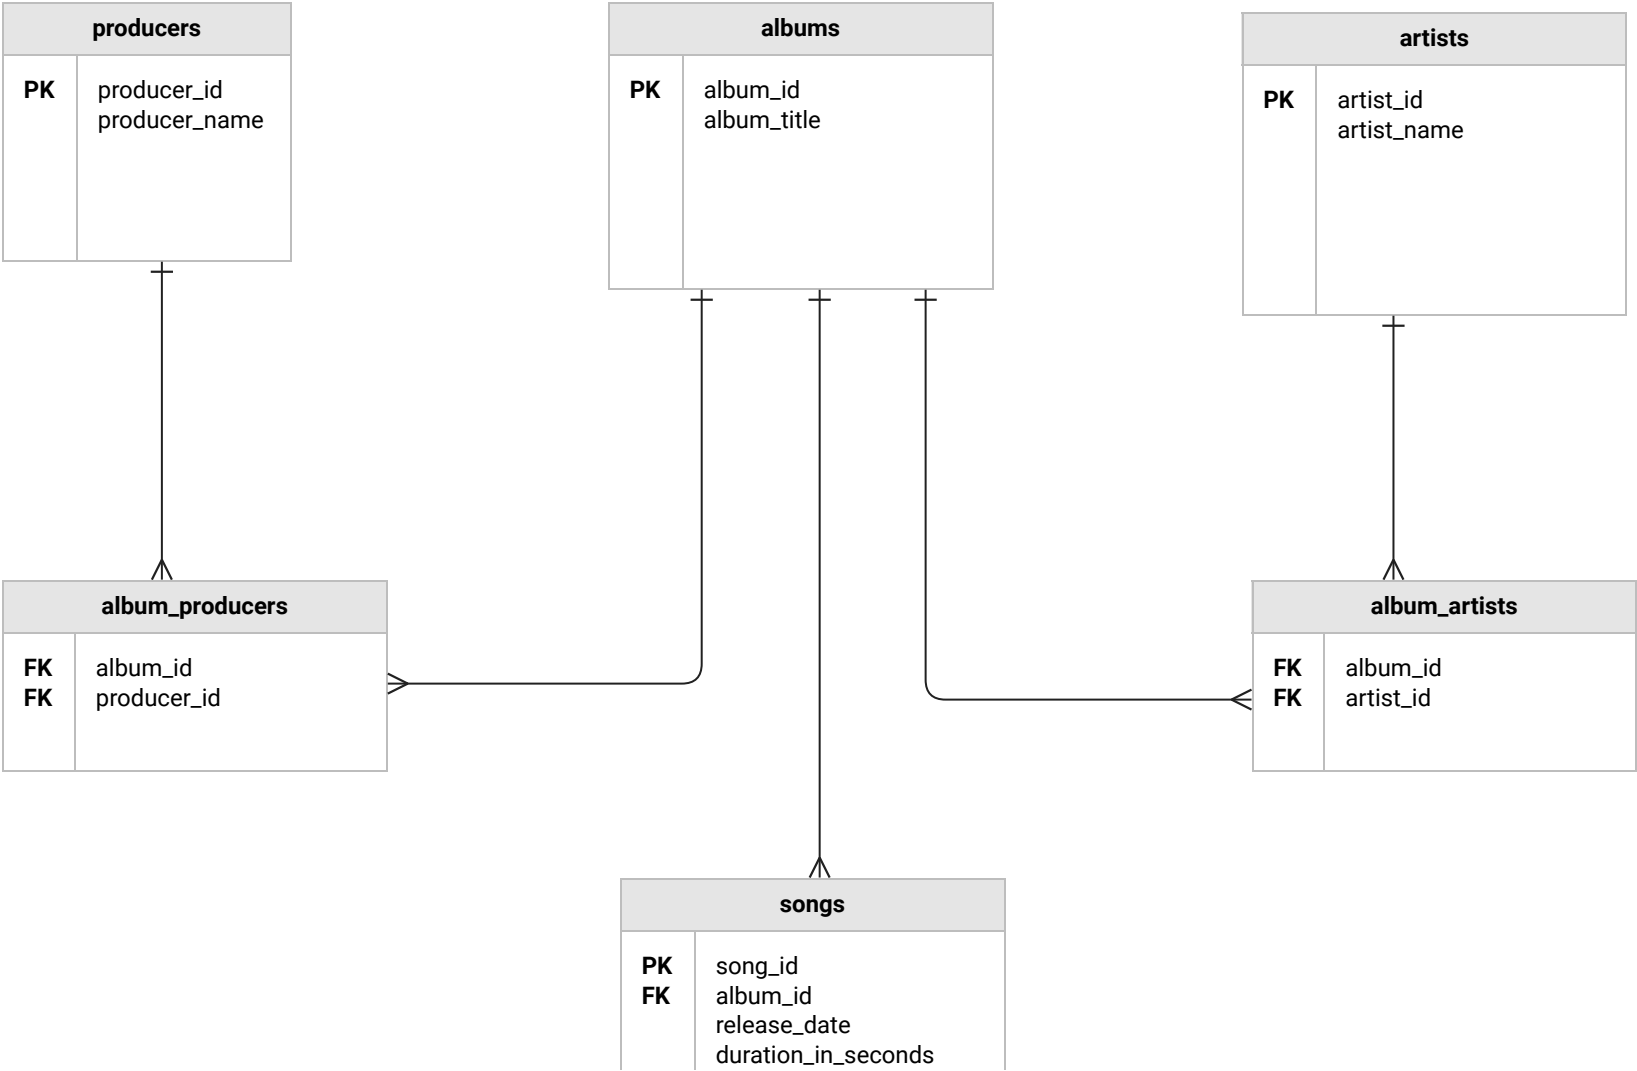 producers
PK producer_id
producer_name
albums
PK album_id
album_title
artists
PK artist_id
artist_name
album_producers
FK album_id
FK producer_id
album_artists
FK album_id
FK artist_id
songs
PK song_id
FK album_id
release_date
duration_in_seconds